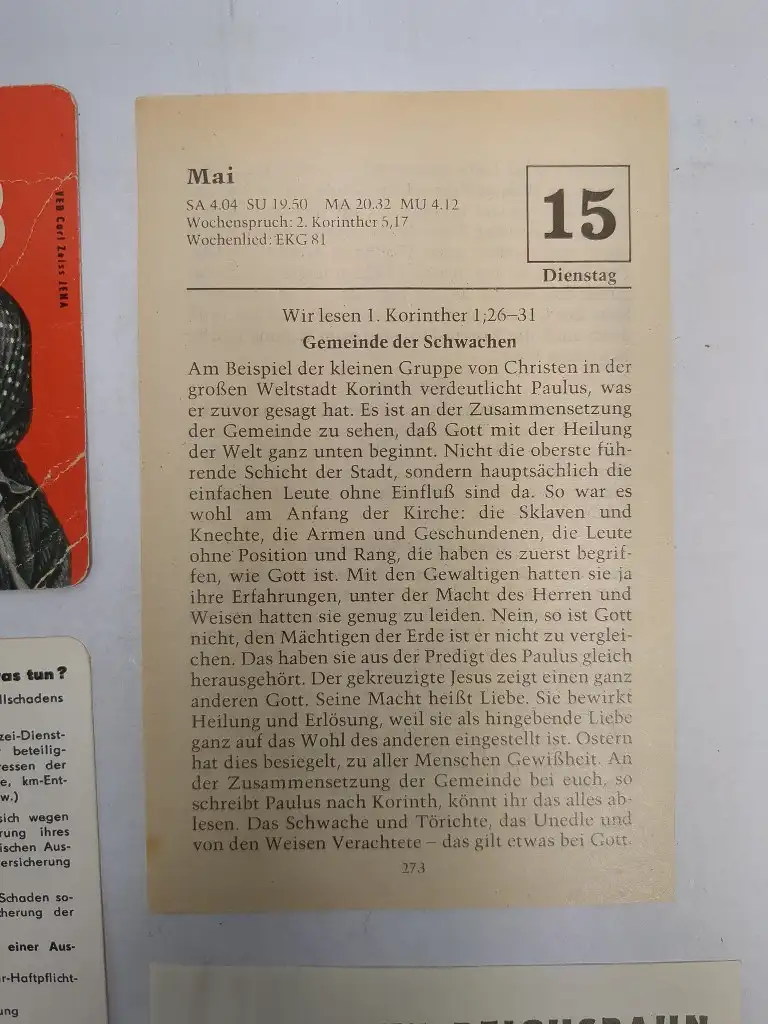 Mai
SA 4.04 SU 19.50 MA 20.32 MU 4.12
Wochenspruch: 2. Korinther 5,17
Wochenlied: EKG 81
15
Dienstag
Wir lesen 1. Korinther 1,26–31
Gemeinde der Schwachen
Am Beispiel der kleinen Gruppe von Christen in der
großen Weltstadt Korinth verdeutlicht Paulus, was
er zuvor gesagt hat. Es ist an der Zusammensetzung
der Gemeinde zu sehen, daß Gott mit der Heilung
der Welt ganz unten beginnt. Nicht die oberste füh-
rende Schicht der Stadt, sondern hauptsächlich die
einfachen Leute ohne Einfluß sind da. So war es
wohl am Anfang der Kirche: die Sklaven und
Knechte, die Armen und Geschundenen, die Leute
ohne Position und Rang, die haben es zuerst begrif-
fen, wie Gott ist. Mit den Gewaltigen hatten sie ja
ihre Erfahrungen, unter der Macht des Herren und
Weisen hatten sie genug zu leiden. Nein, so ist Gott
nicht, den Mächtigen der Erde ist er nicht zu verglei-
chen. Das haben sie aus der Predigt des Paulus gleich
herausgehört. Der gekreuzigte Jesus zeigt einen ganz
anderen Gott. Seine Macht heißt Liebe. Sie bewirkt
Heilung und Erlösung, weil sie als hingebende Liebe
ganz auf das Wohl des anderen eingestellt ist. Ostern
hat dies besiegelt, zu aller Menschen Gewißheit. An
der Zusammensetzung der Gemeinde bei euch, so
schreibt Paulus nach Korinth, könnt ihr das alles ab-
lesen. Das Schwache und Törichte, das Unedle und
von den Weisen Verachtete – das gilt etwas bei Gott.
273
VEB Carl Zeiss JENA
was tun?
llschadens
zei-Dienst-
beteilig-
ressen der
e, km-Ent-
w.)
sich wegen
rung ihres
ischen Aus-
ersicherung
Schaden so-
cherung der
einer Aus-
r-Haftpflicht-
ung
REICHSBAHN